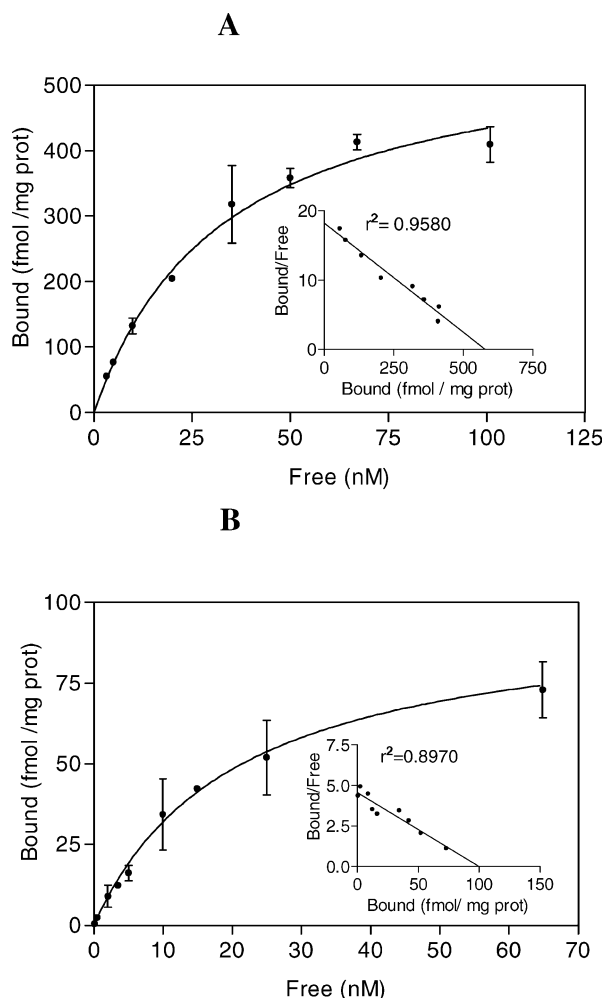 A
500
400
300
200
100
0
Bound (fmol /mg prot)
0 25 50 75 100 125
Free (nM)
20
10
0
Bound/Free
r²= 0.9580
0 250 500 750
Bound (fmol / mg prot)
B
100
75
50
25
0
Bound (fmol /mg prot)
0 10 20 30 40 50 60 70
Free (nM)
7.5
5.0
2.5
0.0
Bound/Free
r²=0.8970
0 50 100 150
Bound (fmol/ mg prot)